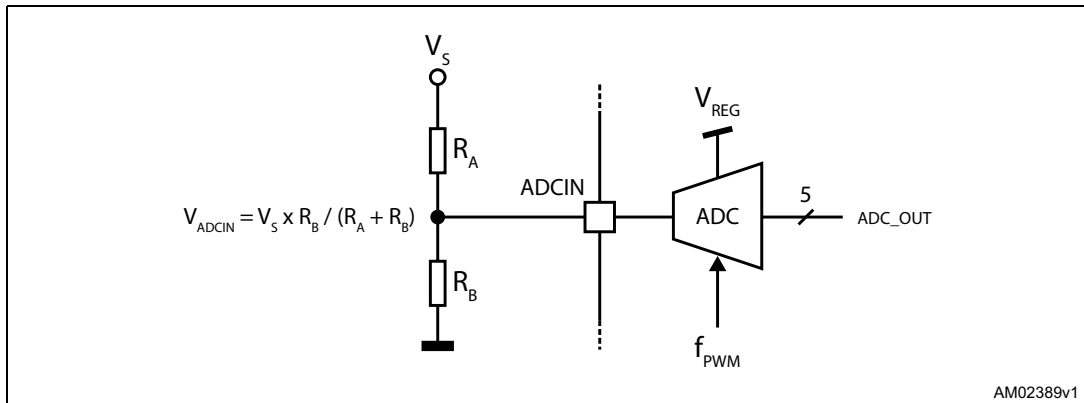 V_S
R_A
V_REG
ADCIN
5
V_ADCIN = V_S x R_B / (R_A + R_B)
ADC
ADC_OUT
R_B
f_PWM
AM02389v1